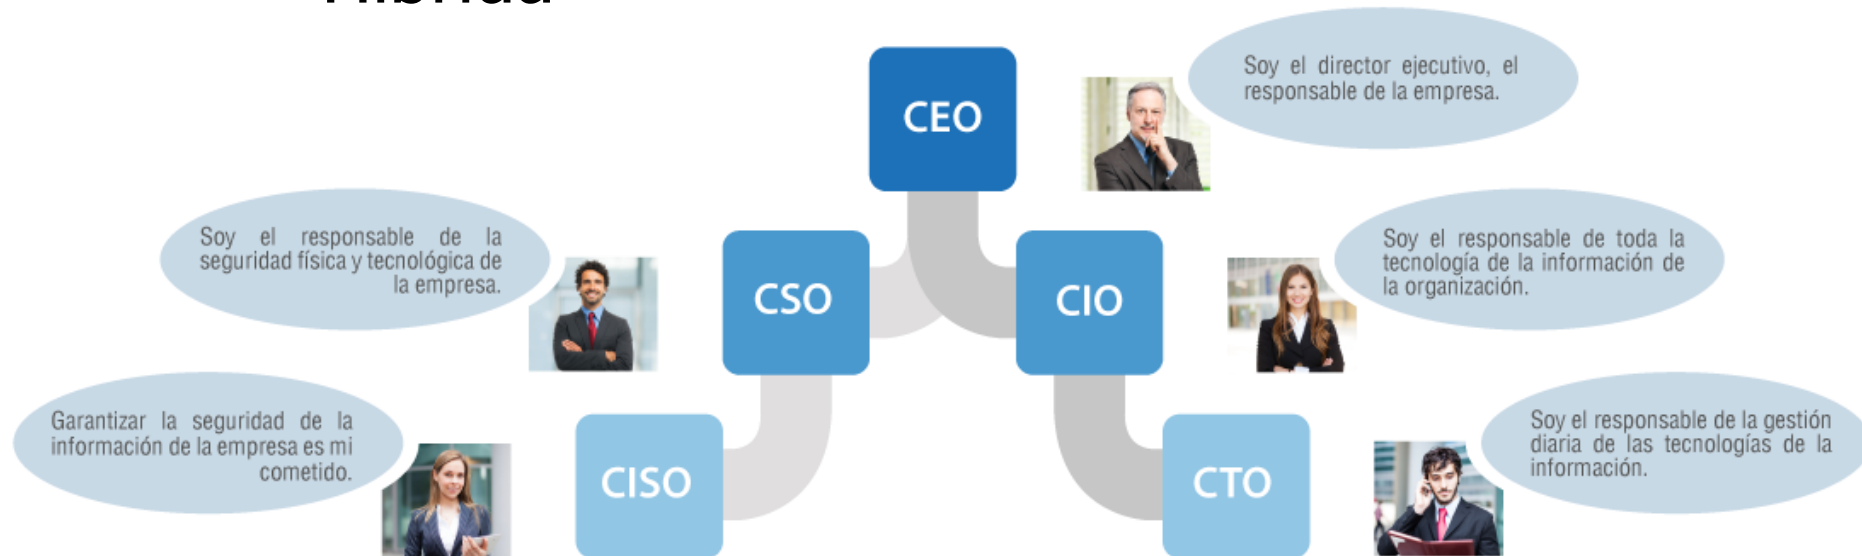 Híbrida
CEO
Soy el director ejecutivo, el
responsable de la empresa.
Soy el responsable de la
seguridad física y tecnológica de
la empresa.
CSO
CIO
Soy el responsable de toda la
tecnología de la información de
la organización.
Garantizar la seguridad de la
información de la empresa es mi
cometido.
CISO
CTO
Soy el responsable de la gestión
diaria de las tecnologías de la
información.